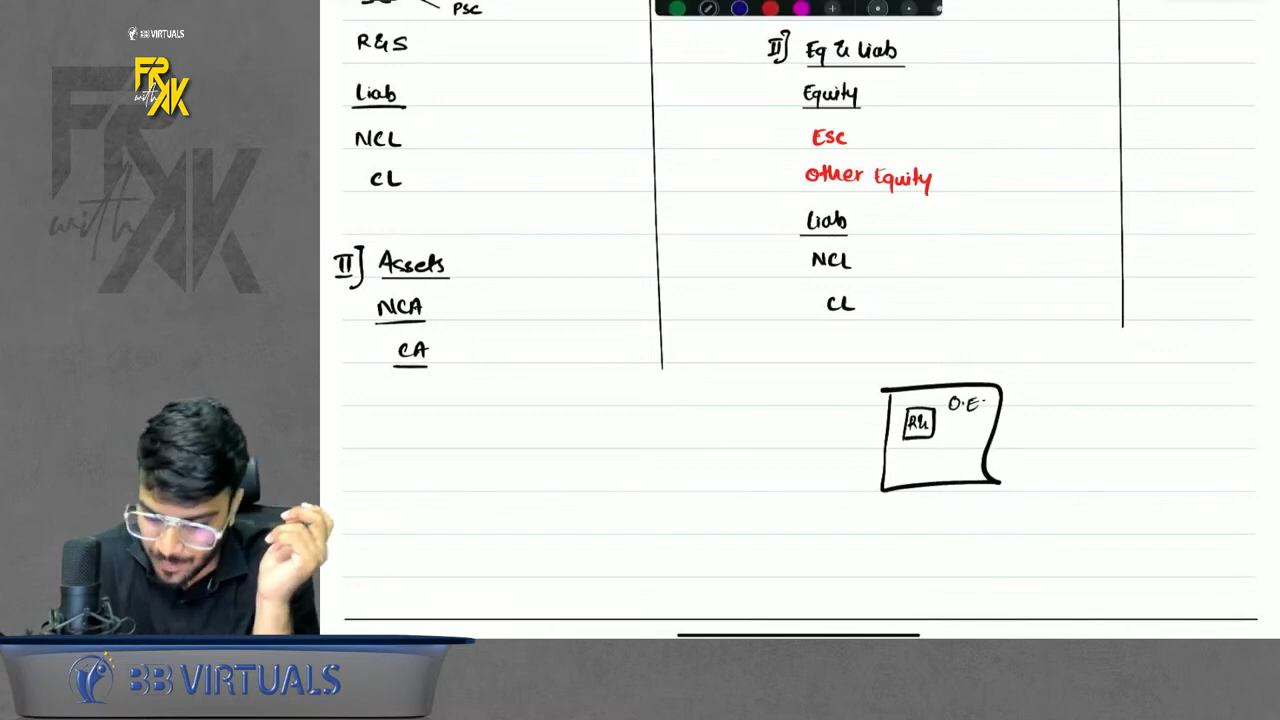 BB VIRTUALS
FR
with
AK
PSC
R&S
Liab
NCL
CL
II] Assets
NCA
CA
II] Eq & Liab
Equity
ESC
Other Equity
Liab
NCL
CL
O.E.
R&S
BB VIRTUALS